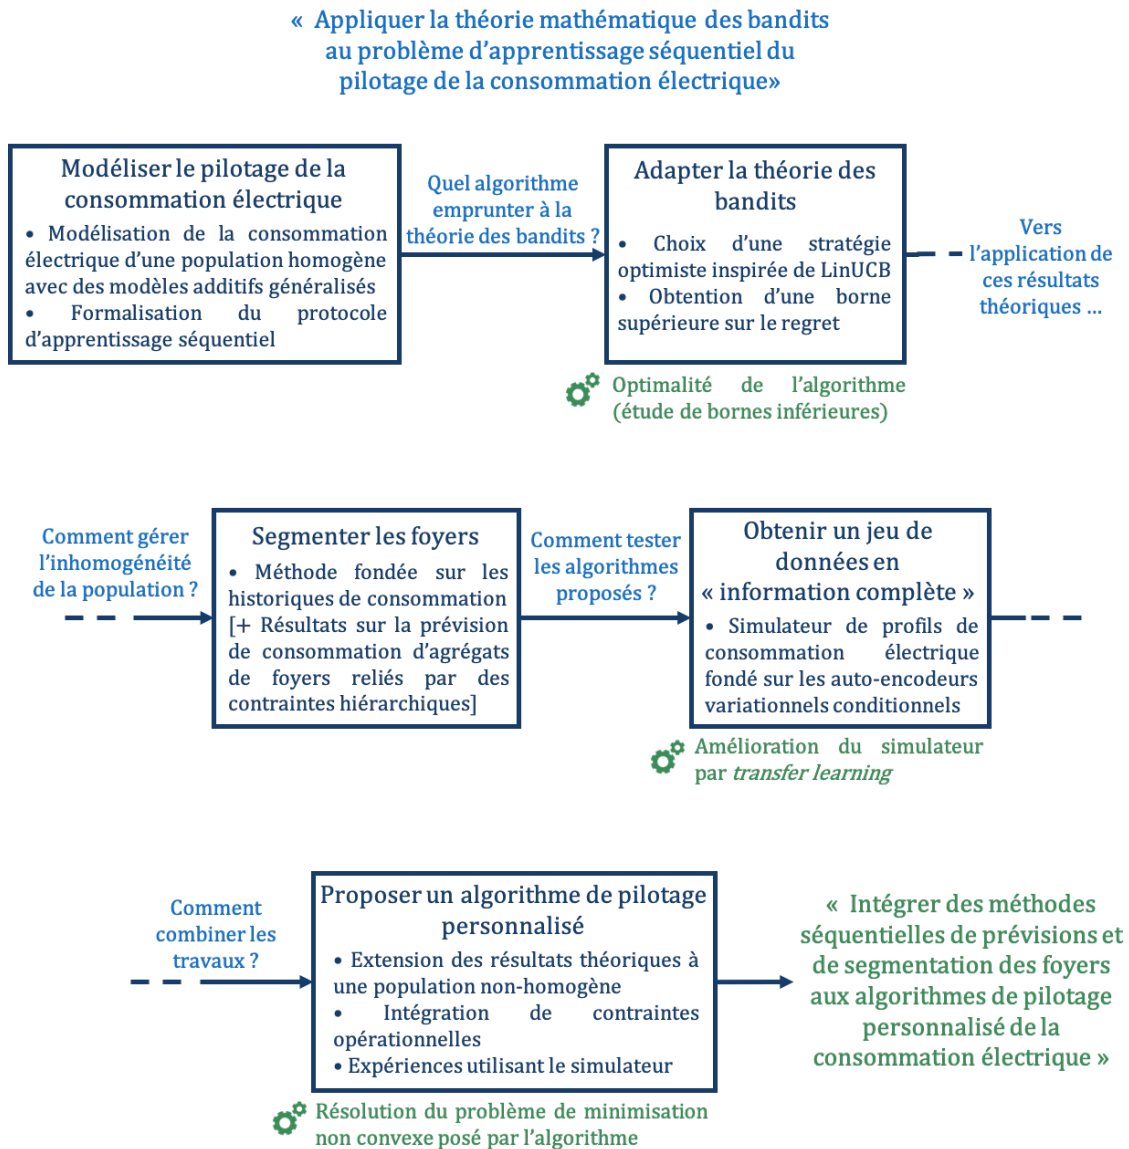 « Appliquer la théorie mathématique des bandits
au problème d'apprentissage séquentiel du
pilotage de la consommation électrique»
Modéliser le pilotage de la
consommation électrique
• Modélisation de la consommation
électrique d'une population homogène
avec des modèles additifs généralisés
• Formalisation du protocole
d'apprentissage séquentiel
Quel algorithme
emprunter à la
théorie des bandits ?
Adapter la théorie des
bandits
• Choix d'une stratégie
optimiste inspirée de LinUCB
• Obtention d'une borne
supérieure sur le regret
Optimalité de l'algorithme
(étude de bornes inférieures)
Vers
l'application de
ces résultats
théoriques ...
Comment gérer
l'inhomogénéité
de la population ?
Segmenter les foyers
• Méthode fondée sur les
historiques de consommation
[+ Résultats sur la prévision
de consommation d'agrégats
de foyers reliés par des
contraintes hiérarchiques]
Comment tester
les algorithmes
proposés ?
Obtenir un jeu de
données en
« information complète »
• Simulateur de profils de
consommation électrique
fondé sur les auto-encodeurs
variationnels conditionnels
Amélioration du simulateur
par transfer learning
Comment
combiner les
travaux ?
Proposer un algorithme de pilotage
personnalisé
• Extension des résultats théoriques à
une population non-homogène
• Intégration de contraintes
opérationnelles
• Expériences utilisant le simulateur
Résolution du problème de minimisation
non convexe posé par l'algorithme
« Intégrer des méthodes
séquentielles de prévisions et
de segmentation des foyers
aux algorithmes de pilotage
personnalisé de la
consommation électrique »